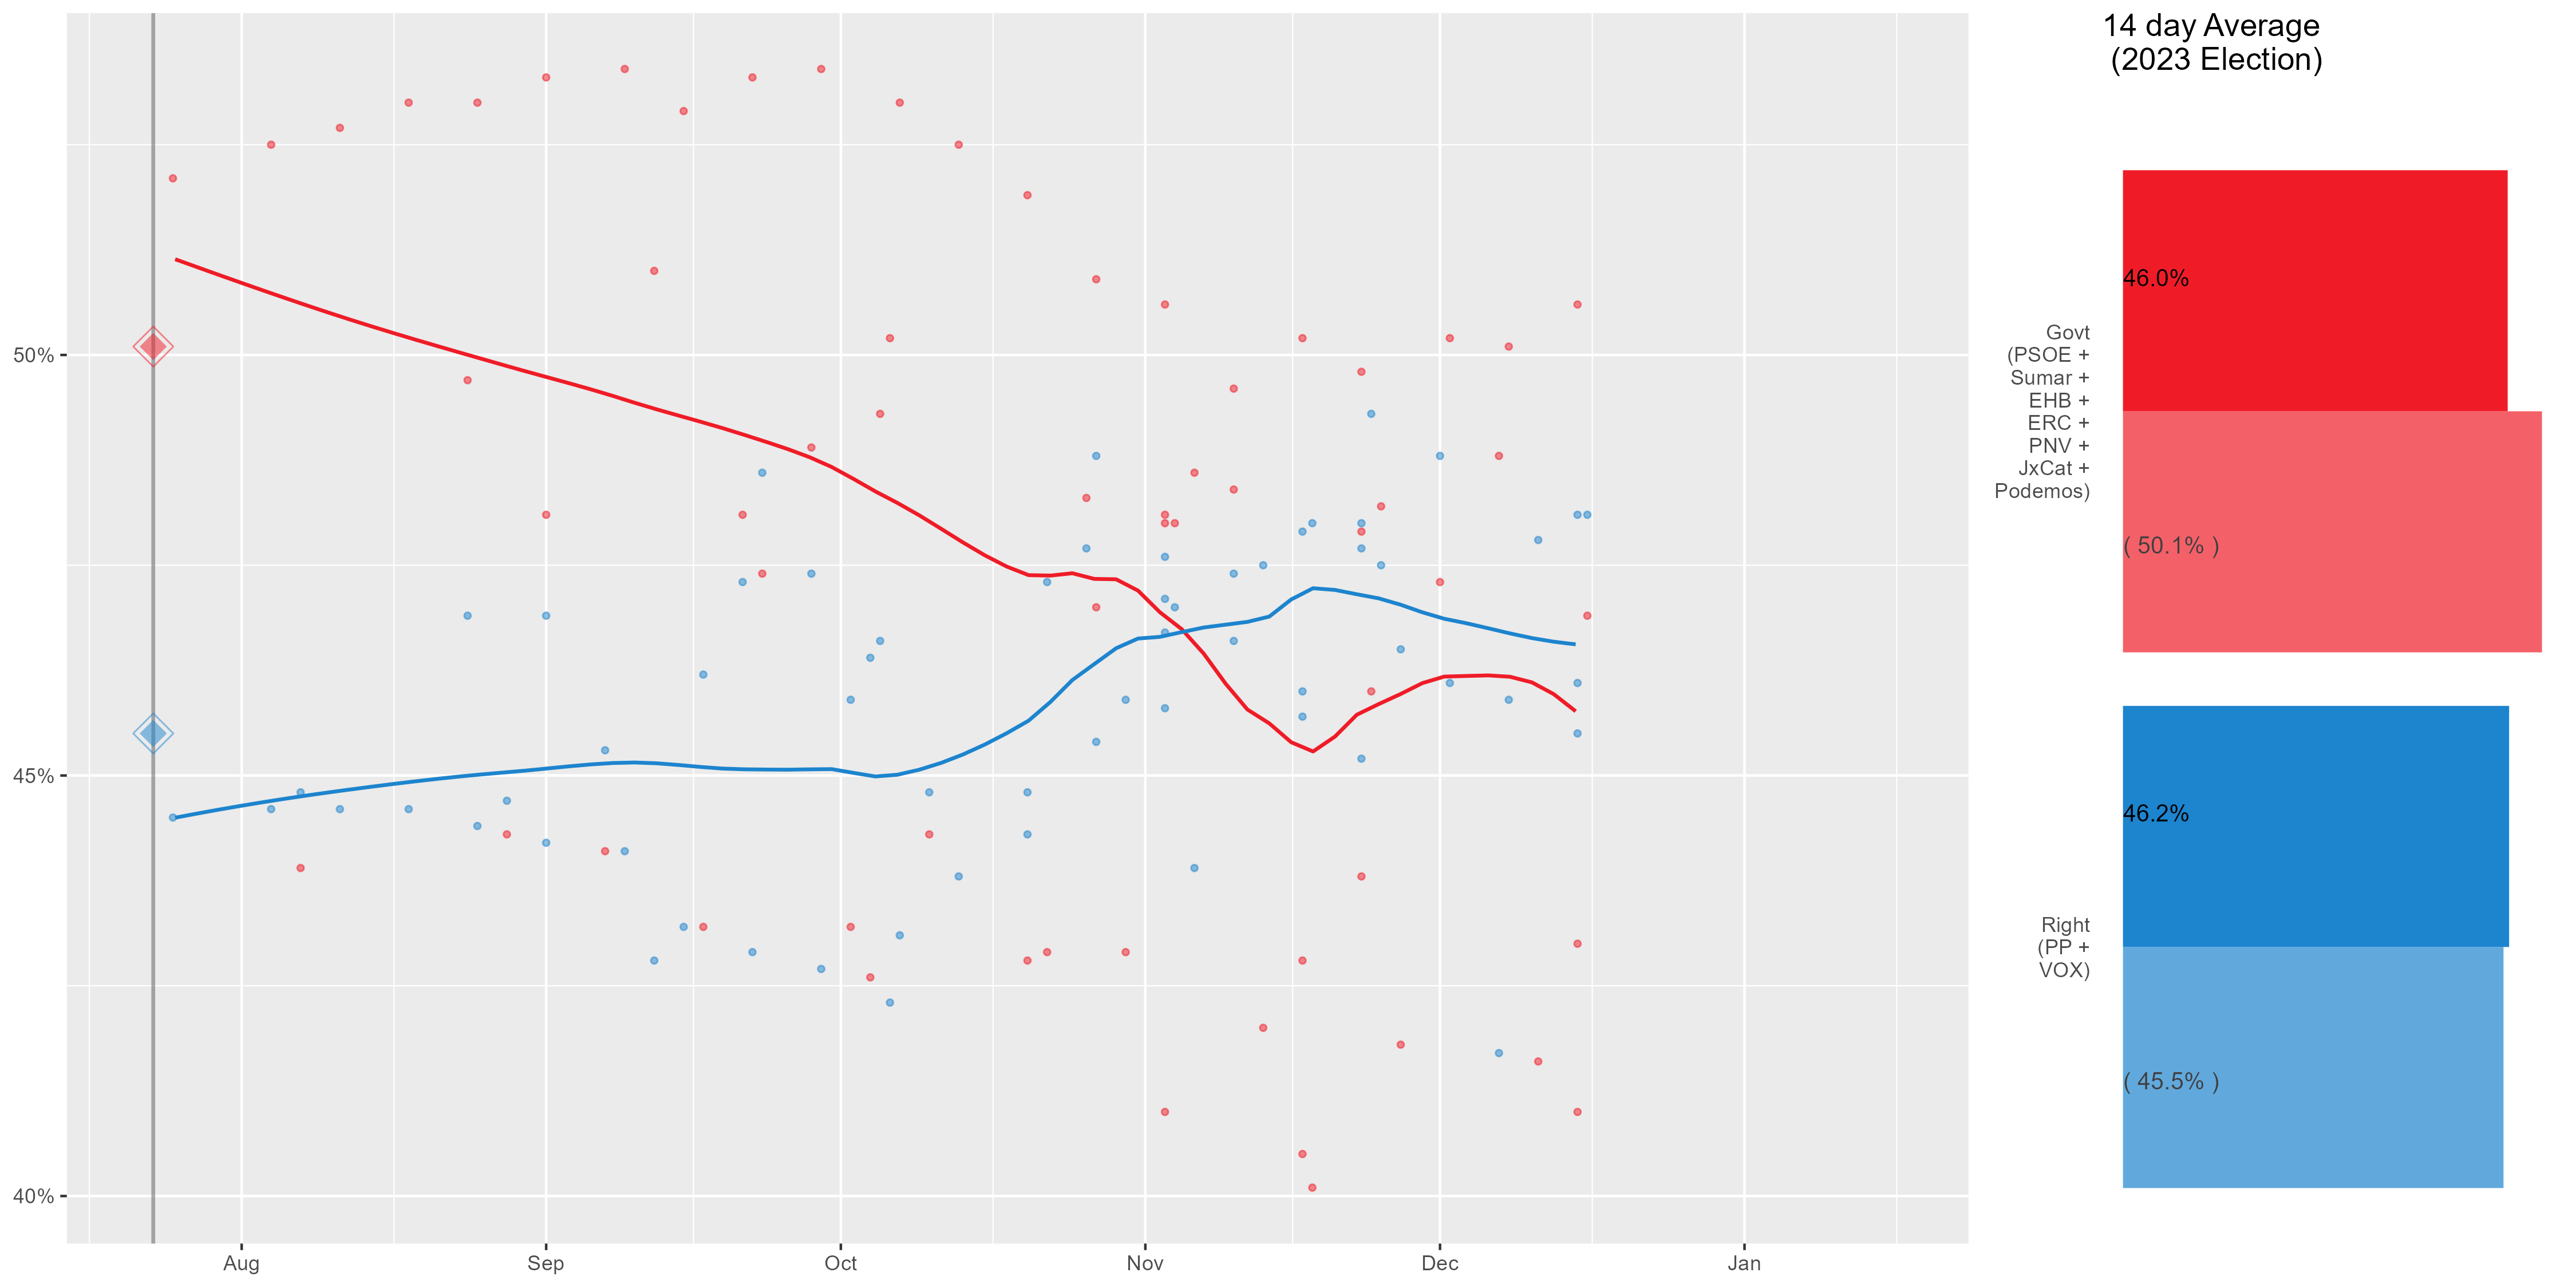 14 day Average
(2023 Election)
50%
45%
40%
Aug
Sep
Oct
Nov
Dec
Jan
Govt
(PSOE +
Sumar +
EHB +
ERC +
PNV +
JxCat +
Podemos)
46.0%
( 50.1% )
Right
(PP +
VOX)
46.2%
( 45.5% )